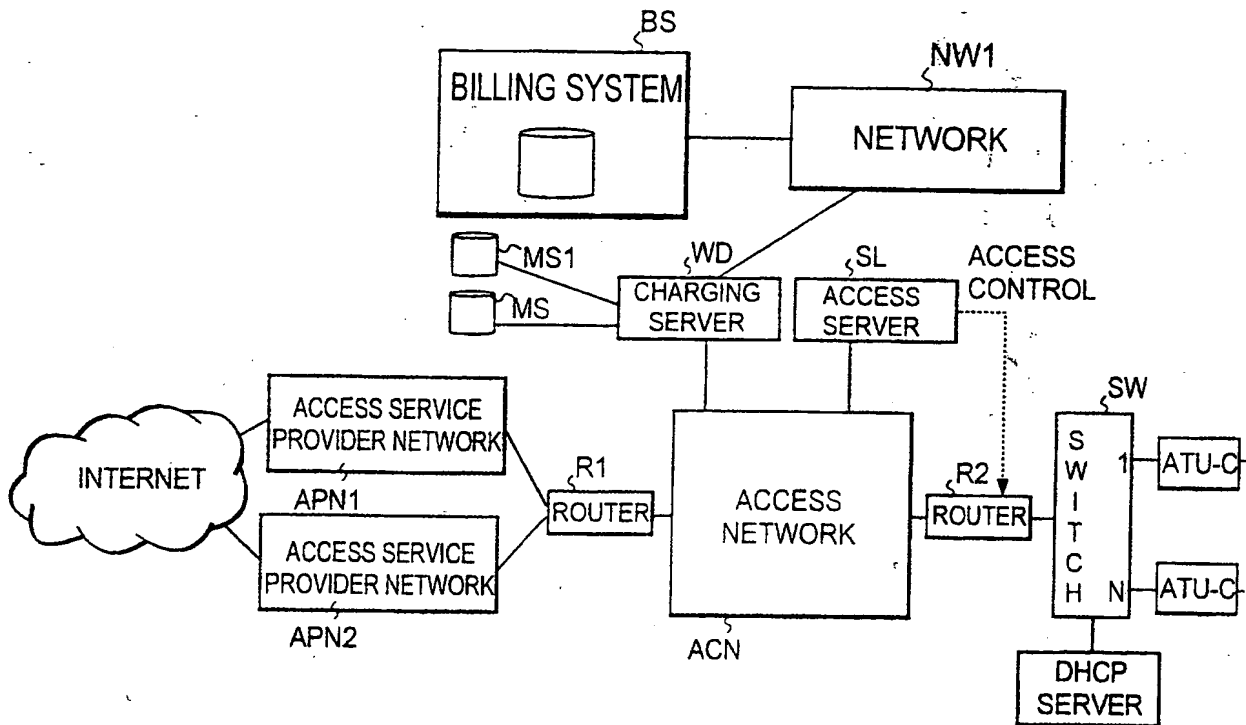 BS
BILLING SYSTEM
NW1
NETWORK
MS1
MS
WD
CHARGING
SERVER
SL
ACCESS
SERVER
ACCESS
CONTROL
INTERNET
ACCESS SERVICE
PROVIDER NETWORK
APN1
ACCESS SERVICE
PROVIDER NETWORK
APN2
R1
ROUTER
ACCESS
NETWORK
ACN
R2
ROUTER
SW
SWITCH
1
N
ATU-C
ATU-C
DHCP
SERVER